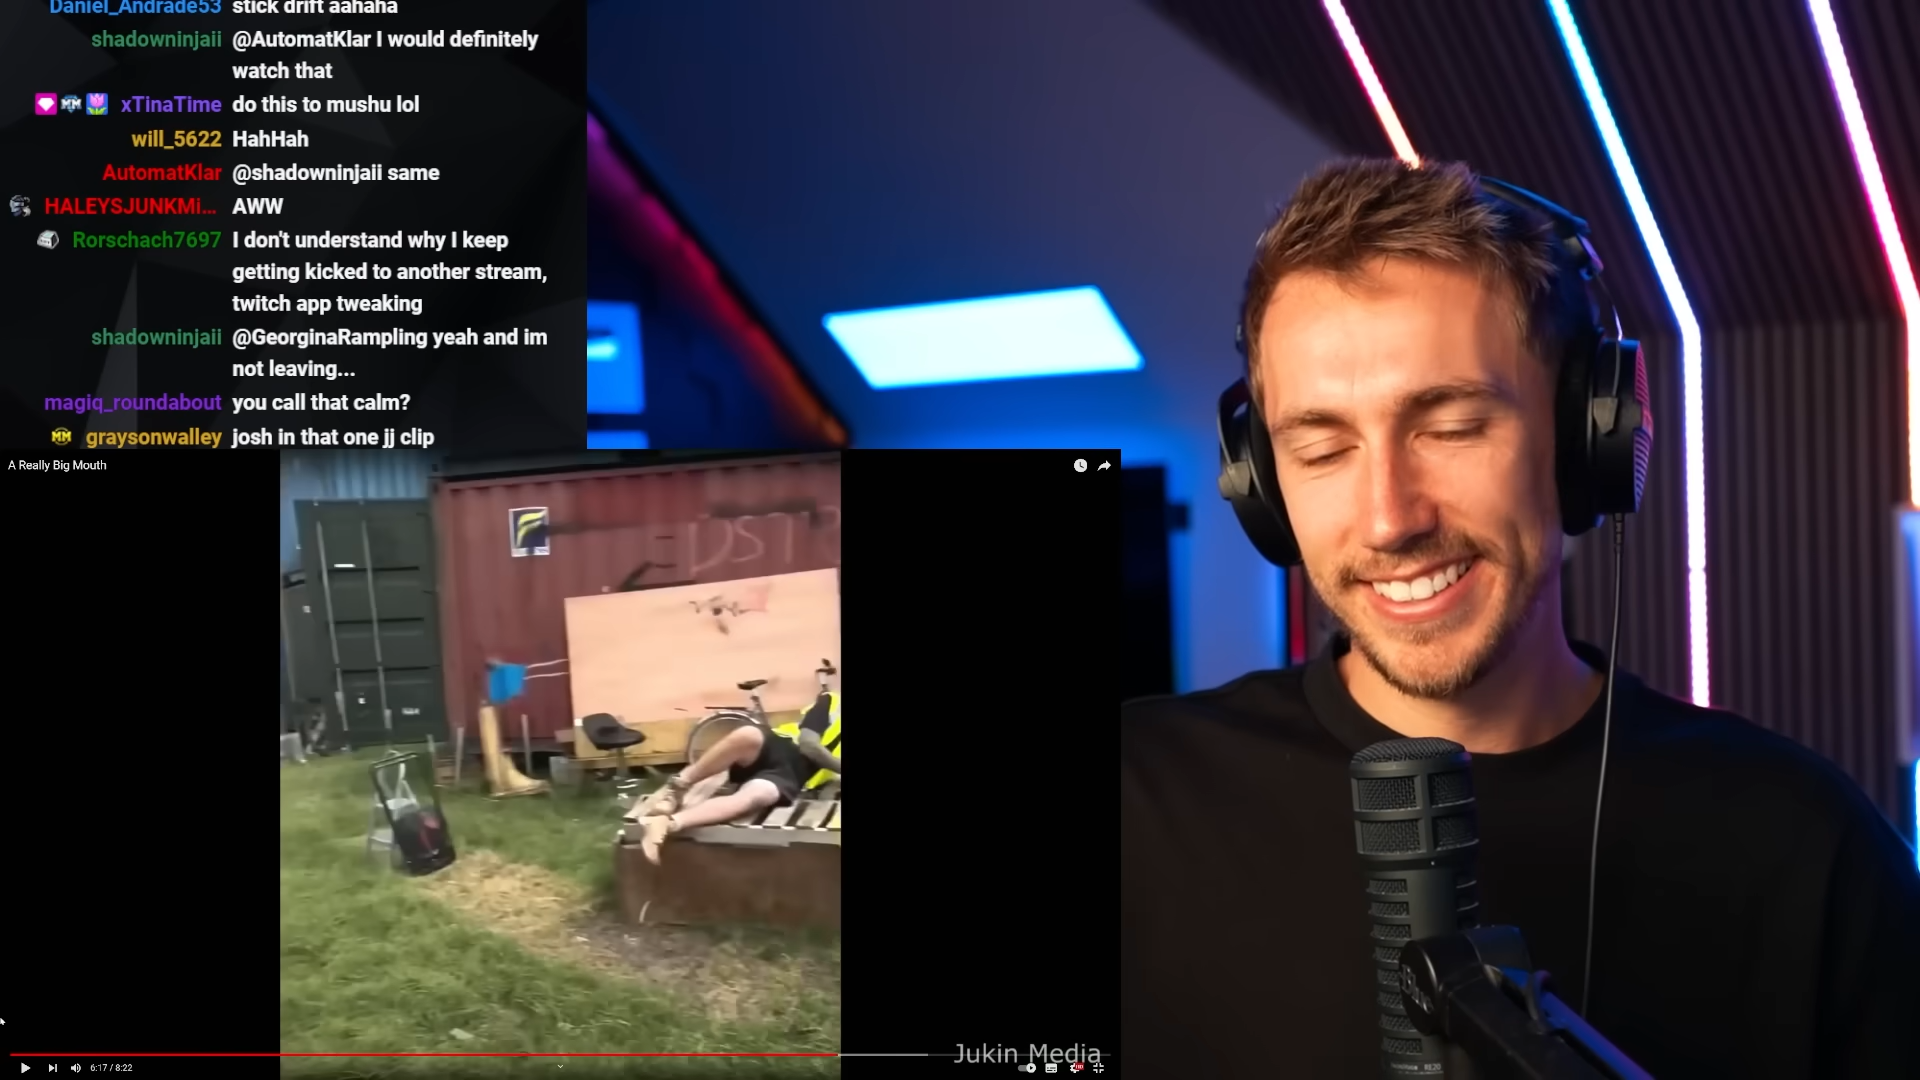 Daniel_Andrade53 stick drift aahaha
shadowninjaii @AutomatKlar I would definitely
watch that
xTinaTime do this to mushu lol
will_5622 HahHah
AutomatKlar @shadowninjaii same
HALEYSJUNKMi... AWW
Rorschach7697 I don't understand why I keep
getting kicked to another stream,
twitch app tweaking
shadowninjaii @GeorginaRampling yeah and im
not leaving...
magiq_roundabout you call that calm?
MM graysonwalley josh in that one jj clip
A Really Big Mouth
DST
Jukin Media
6:17 / 8:22